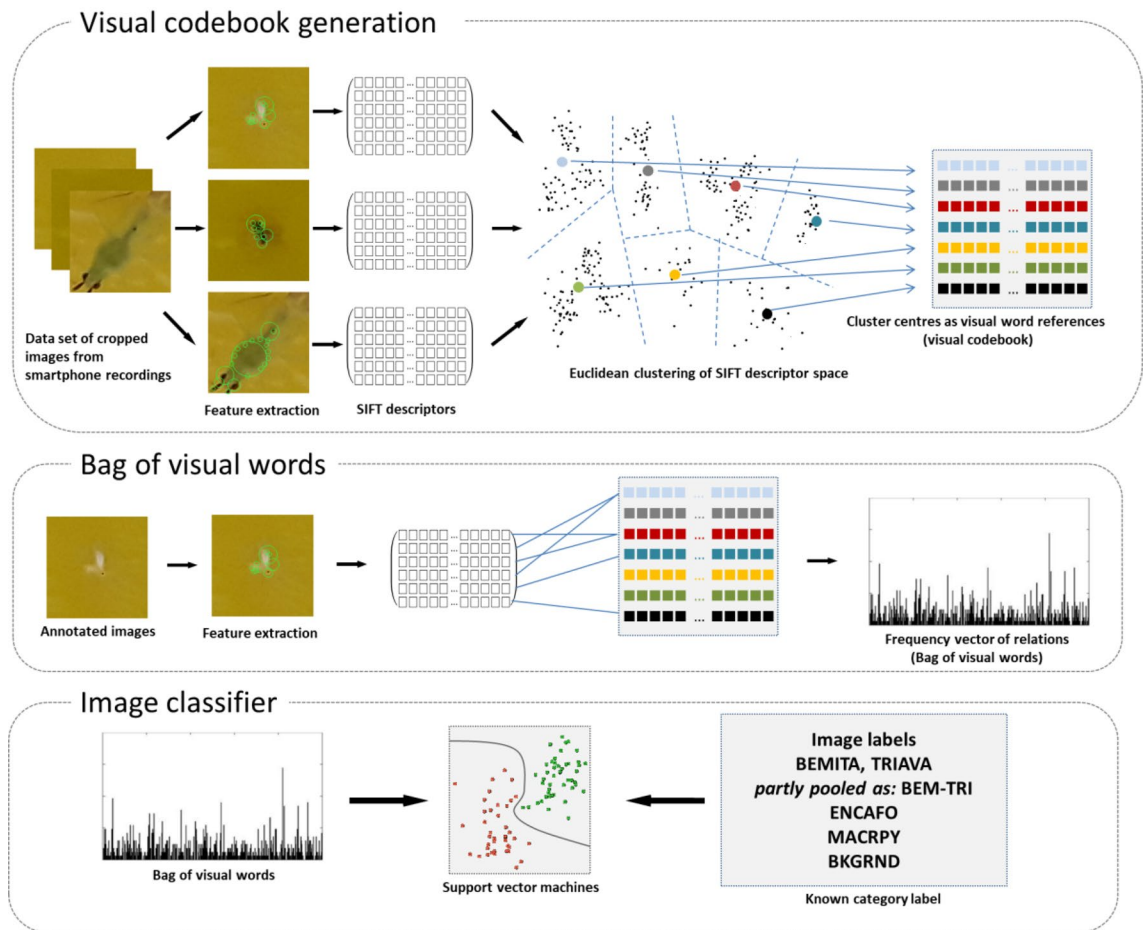 Visual codebook generation
Data set of cropped
images from
smartphone recordings
Feature extraction
SIFT descriptors
Euclidean clustering of SIFT descriptor space
Cluster centres as visual word references
(visual codebook)
Bag of visual words
Annotated images
Feature extraction
Frequency vector of relations
(Bag of visual words)
Image classifier
Bag of visual words
Support vector machines
Image labels
BEMITA, TRIAVA
partly pooled as: BEM-TRI
ENCAFO
MACRPY
BKGRND
Known category label